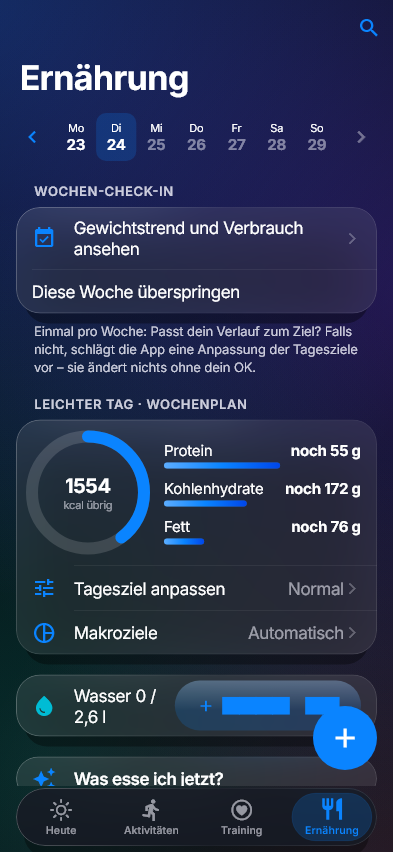 Ernährung
Mo Di Mi Do Fr Sa So
23 24 25 26 27 28 29
WOCHEN-CHECK-IN
Gewichtstrend und Verbrauch
ansehen
Diese Woche überspringen
Einmal pro Woche: Passt dein Verlauf zum Ziel? Falls
nicht, schlägt die App eine Anpassung der Tagesziele
vor – sie ändert nichts ohne dein OK.
LEICHTER TAG · WOCHENPLAN
1554
kcal übrig
Protein noch 55 g
Kohlenhydrate noch 172 g
Fett noch 76 g
Tagesziel anpassen Normal
Makroziele Automatisch
Wasser 0 /
2,6 l
+
+
Was esse ich jetzt?
Heute Aktivitäten Training Ernährung